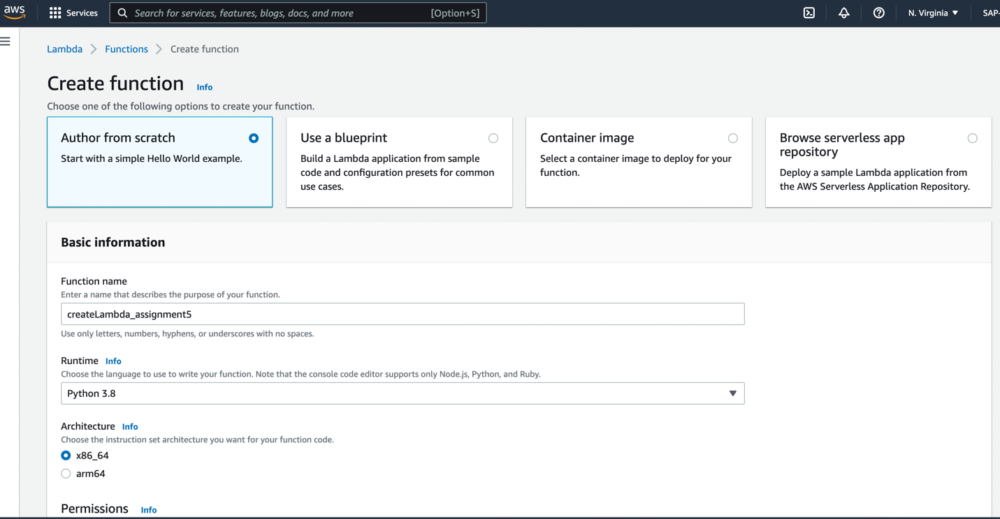 aws
Services
Search for services, features, blogs, docs, and more
[Option+S]
N. Virginia
SAP-
Lambda > Functions > Create function
Create function Info
Choose one of the following options to create your function.
Author from scratch
Start with a simple Hello World example.
Use a blueprint
Build a Lambda application from sample
code and configuration presets for common
use cases.
Container image
Select a container image to deploy for your
function.
Browse serverless app
repository
Deploy a sample Lambda application from
the AWS Serverless Application Repository.
Basic information
Function name
Enter a name that describes the purpose of your function.
createLambda_assignment5
Use only letters, numbers, hyphens, or underscores with no spaces.
Runtime Info
Choose the language to use to write your function. Note that the console code editor supports only Node.js, Python, and Ruby.
Python 3.8
Architecture Info
Choose the instruction set architecture you want for your function code.
x86_64
arm64
Permissions Info